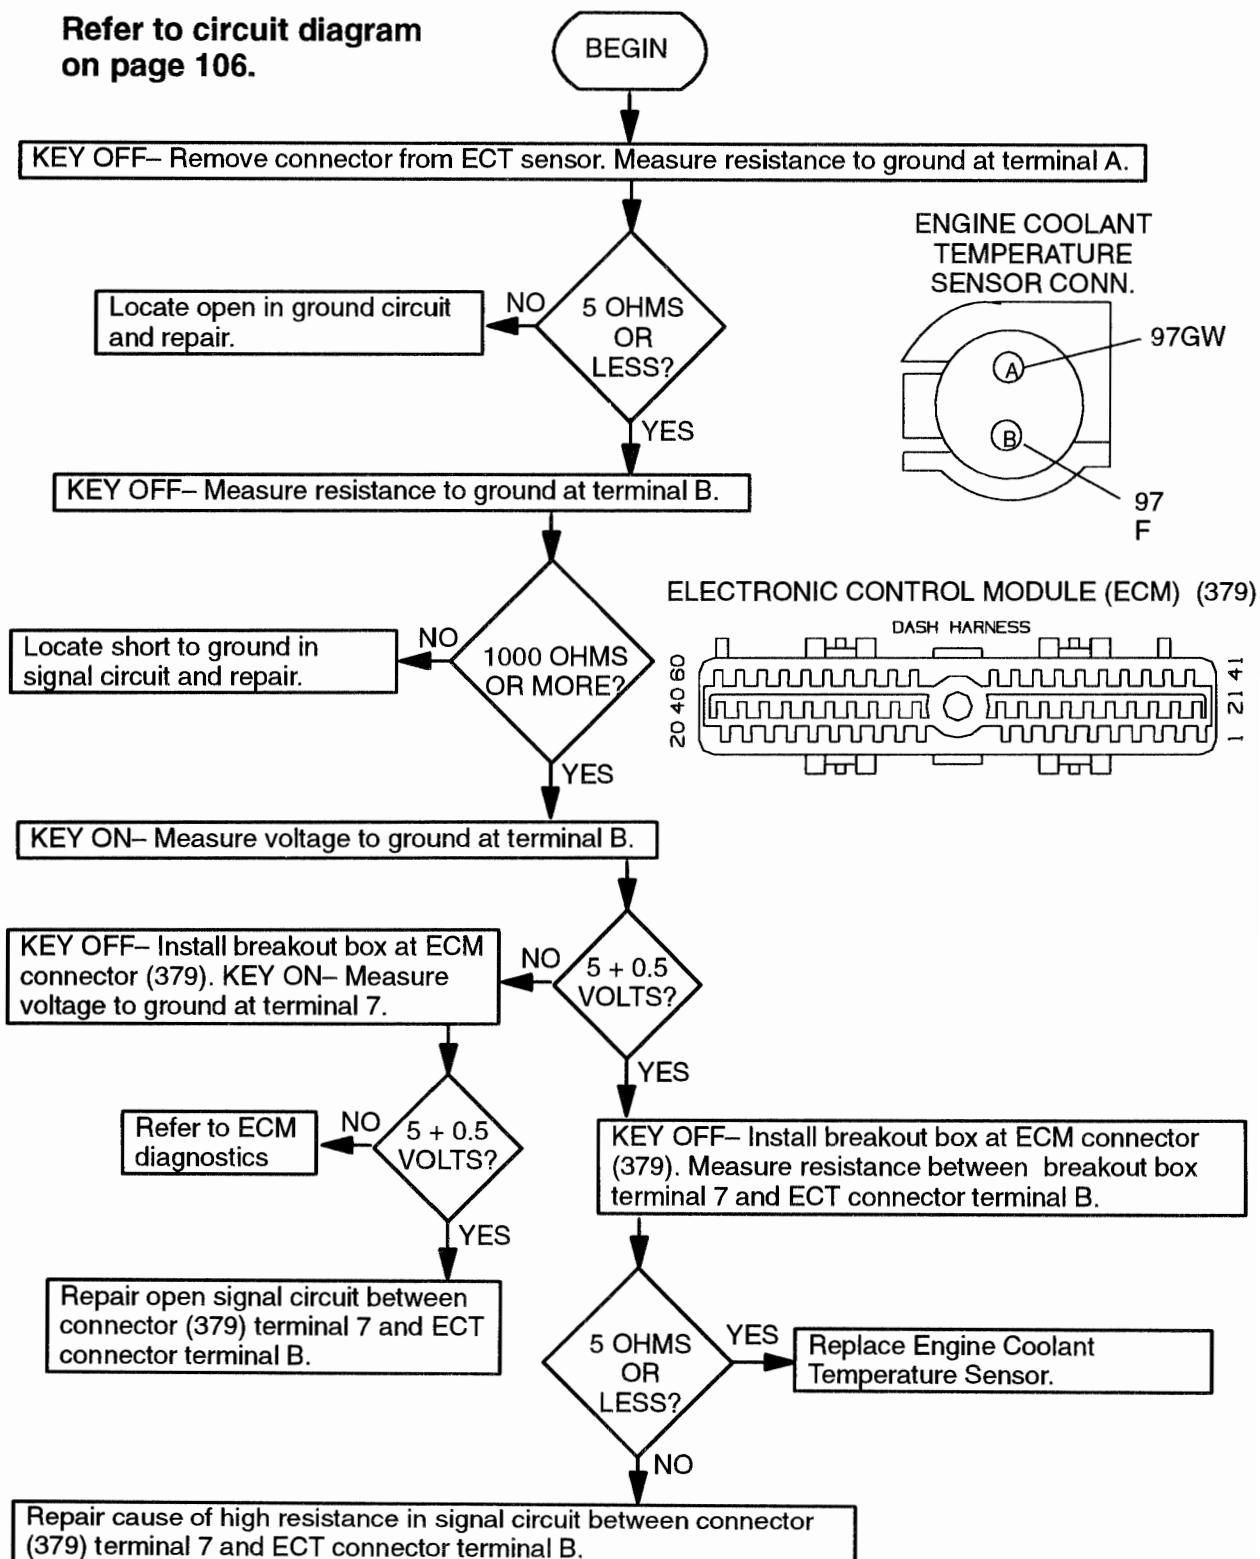 Refer to circuit diagram
on page 106.
BEGIN
KEY OFF– Remove connector from ECT sensor. Measure resistance to ground at terminal A.
ENGINE COOLANT
TEMPERATURE
SENSOR CONN.
Locate open in ground circuit
and repair.
NO
5 OHMS
OR
LESS?
YES
A
97GW
B
97
F
KEY OFF– Measure resistance to ground at terminal B.
ELECTRONIC CONTROL MODULE (ECM) (379)
DASH HARNESS
20 40 60
1 21 41
Locate short to ground in
signal circuit and repair.
NO
1000 OHMS
OR MORE?
YES
KEY ON– Measure voltage to ground at terminal B.
KEY OFF– Install breakout box at ECM
connector (379). KEY ON– Measure
voltage to ground at terminal 7.
NO
5 + 0.5
VOLTS?
YES
Refer to ECM
diagnostics
NO
5 + 0.5
VOLTS?
YES
KEY OFF– Install breakout box at ECM connector
(379). Measure resistance between breakout box
terminal 7 and ECT connector terminal B.
Repair open signal circuit between
connector (379) terminal 7 and ECT
connector terminal B.
5 OHMS
OR
LESS?
YES
Replace Engine Coolant
Temperature Sensor.
NO
Repair cause of high resistance in signal circuit between connector
(379) terminal 7 and ECT connector terminal B.